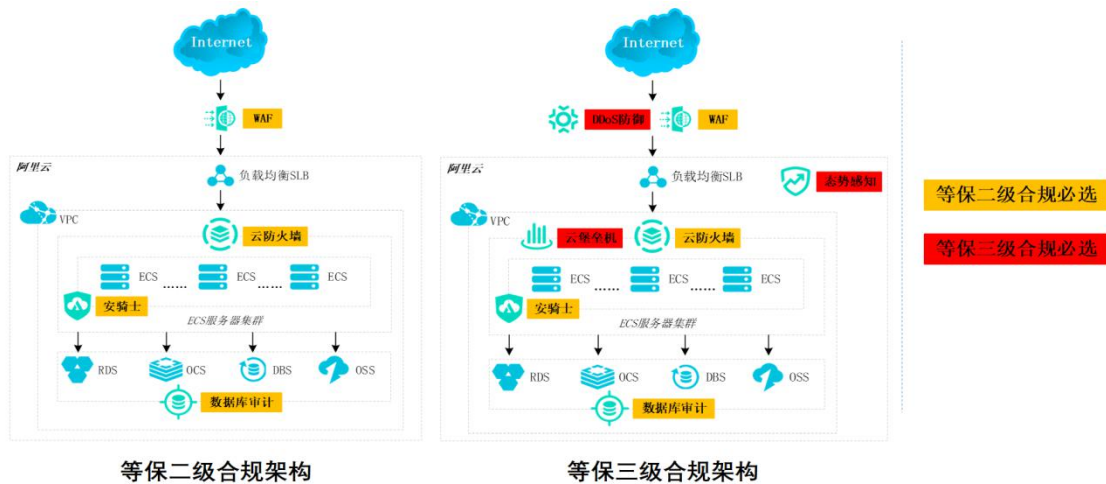 Internet
WAF
阿里云
负载均衡SLB
VPC
云防火墙
ECS
......
ECS
......
ECS
安骑士
ECS服务器集群
RDS
OCS
DBS
OSS
数据库审计
等保二级合规架构
Internet
DDoS防御
WAF
阿里云
负载均衡SLB
态势感知
VPC
云堡垒机
云防火墙
ECS
......
ECS
......
ECS
安骑士
ECS服务器集群
RDS
OCS
DBS
OSS
数据库审计
等保三级合规架构
等保二级合规必选
等保三级合规必选